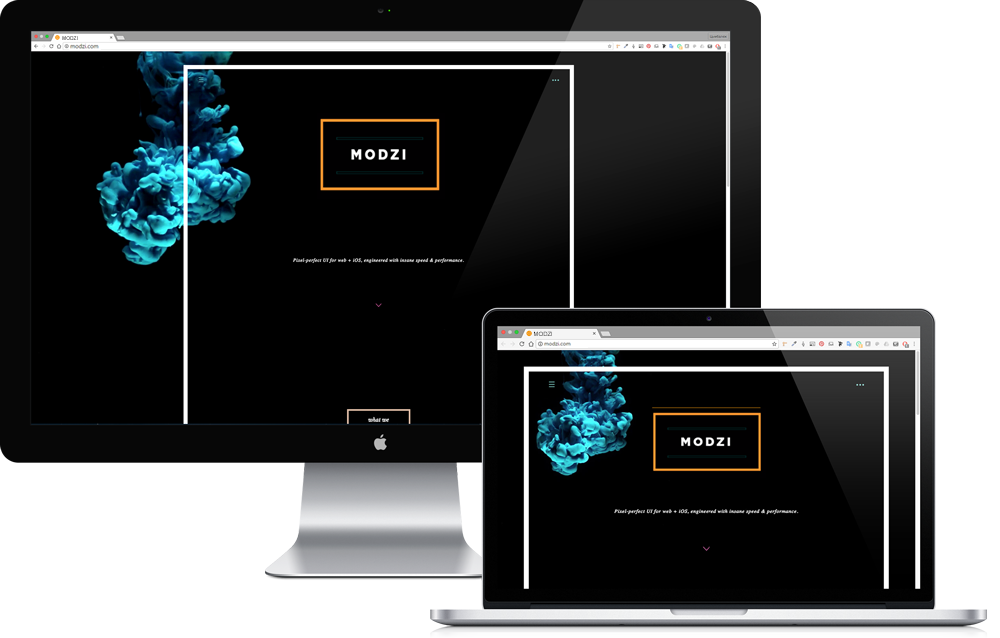 MODZI
modzi.com
MODZI
Pixel-perfect UI for web + iOS, engineered with insane speed & performance.
what we
MODZI
modzi.com
MODZI
Pixel-perfect UI for web + iOS, engineered with insane speed & performance.